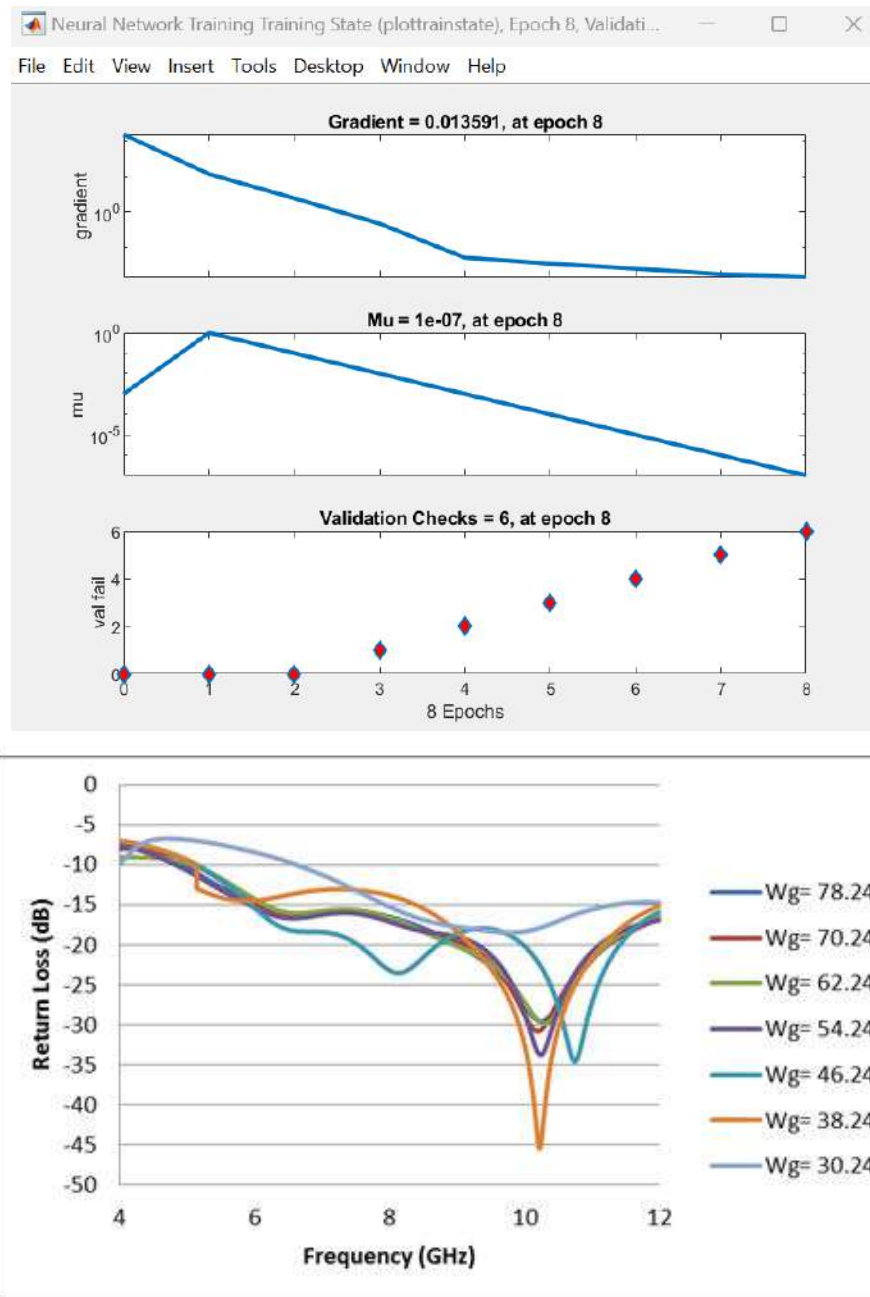 Neural Network Training Training State (plottrainstate), Epoch 8, Validati...
File Edit View Insert Tools Desktop Window Help
Gradient = 0.013591, at epoch 8
gradient
10^0
Mu = 1e-07, at epoch 8
mu
10^0
10^-5
Validation Checks = 6, at epoch 8
val fail
6
4
2
0
0 1 2 3 4 5 6 7 8
8 Epochs
Return Loss (dB)
0
-5
-10
-15
-20
-25
-30
-35
-40
-45
-50
4 6 8 10 12
Frequency (GHz)
Wg= 78.24
Wg= 70.24
Wg= 62.24
Wg= 54.24
Wg= 46.24
Wg= 38.24
Wg= 30.24